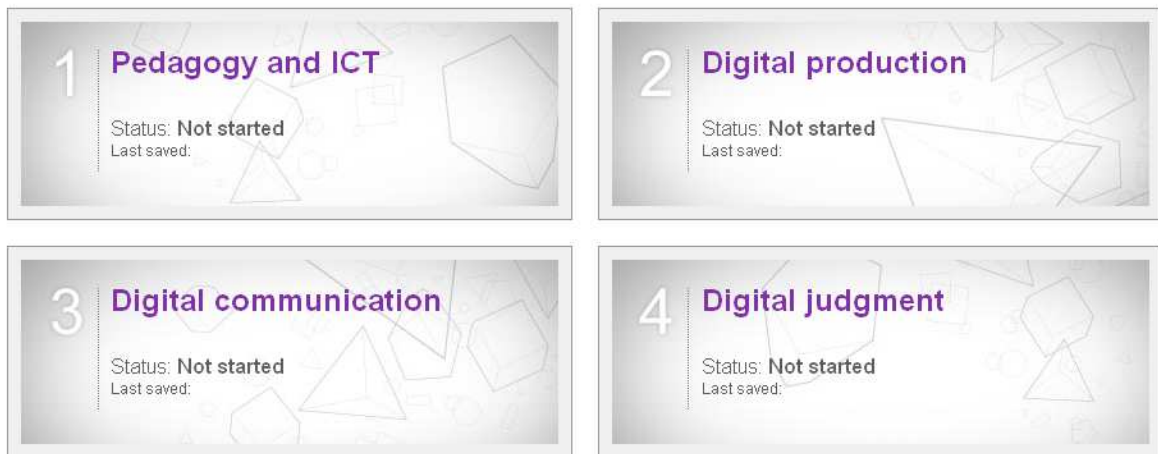 1
Pedagogy and ICT
Status: Not started
Last saved:
2
Digital production
Status: Not started
Last saved:
3
Digital communication
Status: Not started
Last saved:
4
Digital judgment
Status: Not started
Last saved: